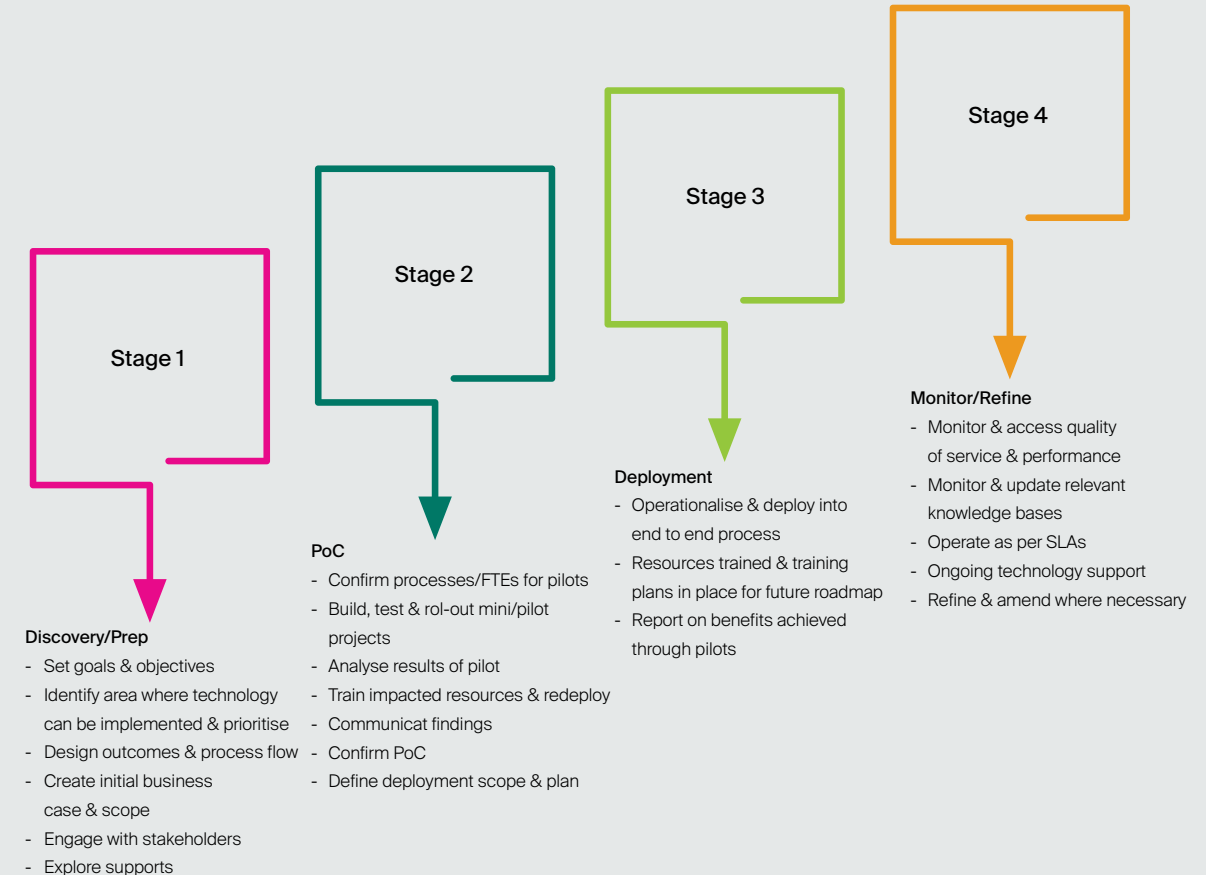 Stage 1
Discovery/Prep
- Set goals & objectives
- Identify area where technology
can be implemented & prioritise
- Design outcomes & process flow
- Create initial business
case & scope
- Engage with stakeholders
- Explore supports
Stage 2
PoC
- Confirm processes/FTEs for pilots
- Build, test & rol-out mini/pilot
projects
- Analyse results of pilot
- Train impacted resources & redeploy
- Communicat findings
- Confirm PoC
- Define deployment scope & plan
Stage 3
Deployment
- Operationalise & deploy into
end to end process
- Resources trained & training
plans in place for future roadmap
- Report on benefits achieved
through pilots
Stage 4
Monitor/Refine
- Monitor & access quality
of service & performance
- Monitor & update relevant
knowledge bases
- Operate as per SLAs
- Ongoing technology support
- Refine & amend where necessary